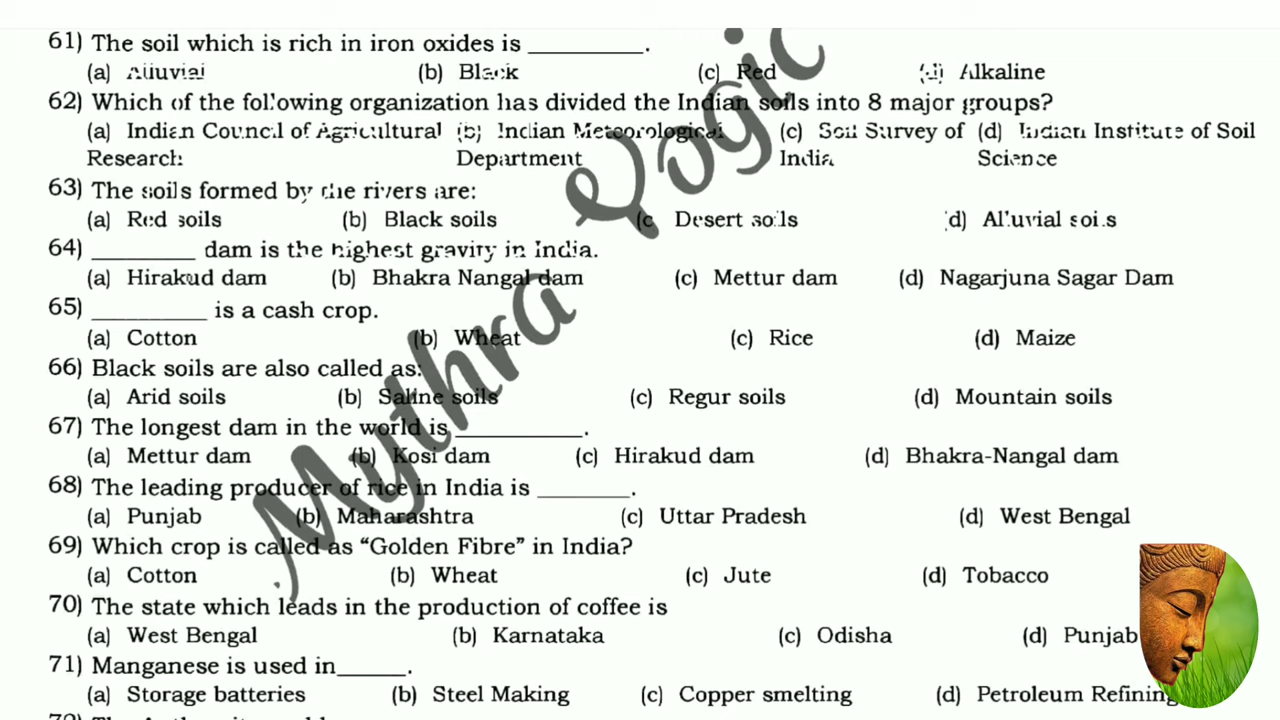 61) The soil which is rich in iron oxides is __________.
(a) Alluvial (b) Black (c) Red (d) Alkaline
62) Which of the following organization has divided the Indian soils into 8 major groups?
(a) Indian Council of Agricultural (b) Indian Meteorological (c) Soil Survey of (d) Indian Institute of Soil
Research Department India Science
63) The soils formed by the rivers are:
(a) Red soils (b) Black soils (c Desert soils (d) Alluvial soils
64) _________ dam is the highest gravity in India.
(a) Hirakud dam (b) Bhakra Nangal dam (c) Mettur dam (d) Nagarjuna Sagar Dam
65) __________ is a cash crop.
(a) Cotton (b) Wheat (c) Rice (d) Maize
66) Black soils are also called as:
(a) Arid soils (b) Saline soils (c) Regur soils (d) Mountain soils
67) The longest dam in the world is ___________.
(a) Mettur dam (b) Kosi dam (c) Hirakud dam (d) Bhakra-Nangal dam
68) The leading producer of rice in India is ________.
(a) Punjab (b) Maharashtra (c) Uttar Pradesh (d) West Bengal
69) Which crop is called as “Golden Fibre” in India?
(a) Cotton (b) Wheat (c) Jute (d) Tobacco
70) The state which leads in the production of coffee is
(a) West Bengal (b) Karnataka (c) Odisha (d) Punjab
71) Manganese is used in______.
(a) Storage batteries (b) Steel Making (c) Copper smelting (d) Petroleum Refining
Mythra Yogic